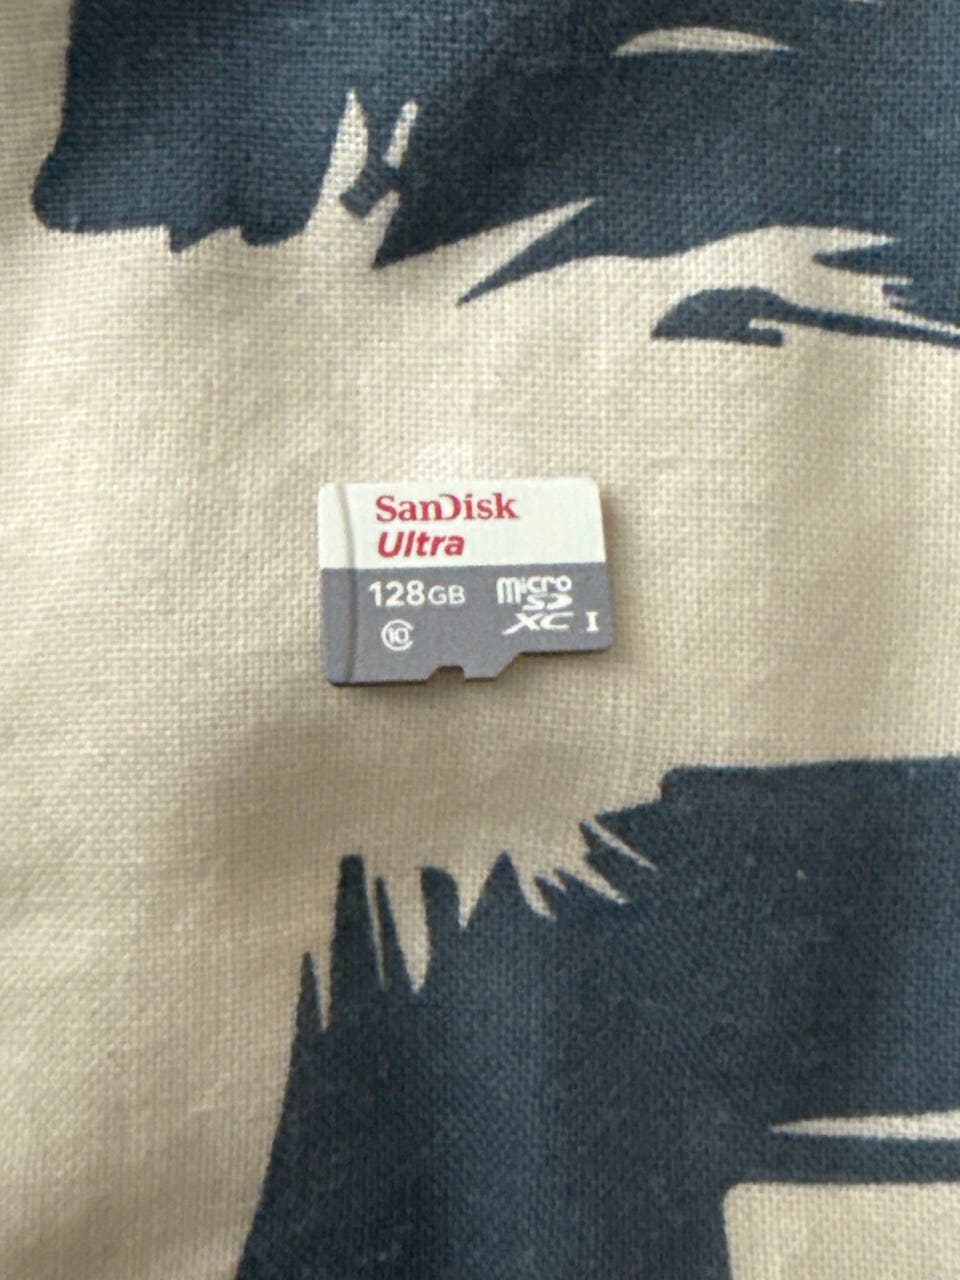 SanDisk
Ultra
128GB
micro
SD
XC I
10